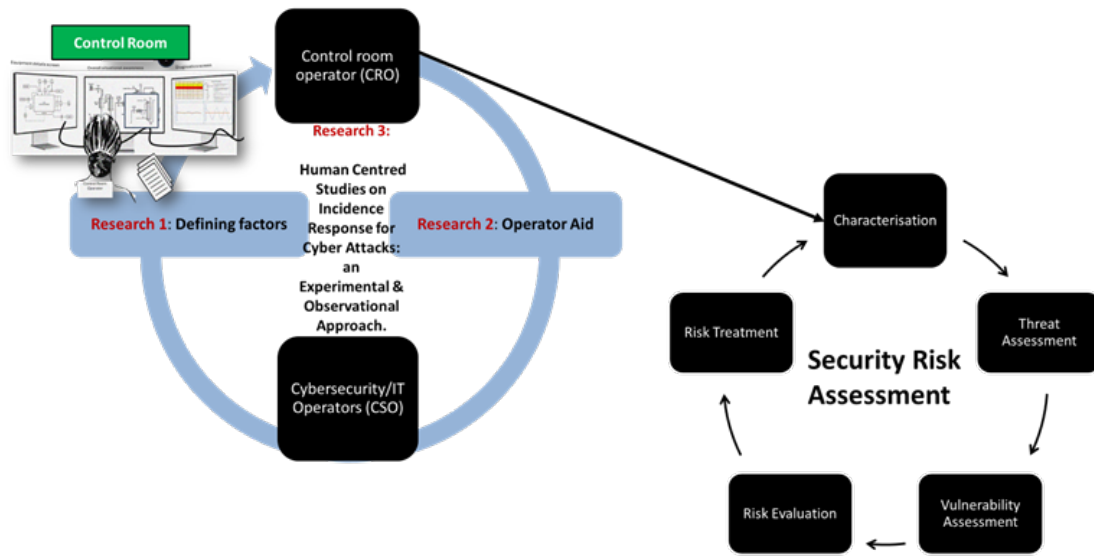 Control Room
Control room
operator (CRO)
Research 3:
Human Centred
Studies on
Incidence
Response for
Cyber Attacks:
an
Experimental &
Observational
Approach.
Research 1: Defining factors
Research 2: Operator Aid
Cybersecurity/IT
Operators (CSO)
Characterisation
Threat
Assessment
Vulnerability
Assessment
Risk Evaluation
Risk Treatment
Security Risk
Assessment